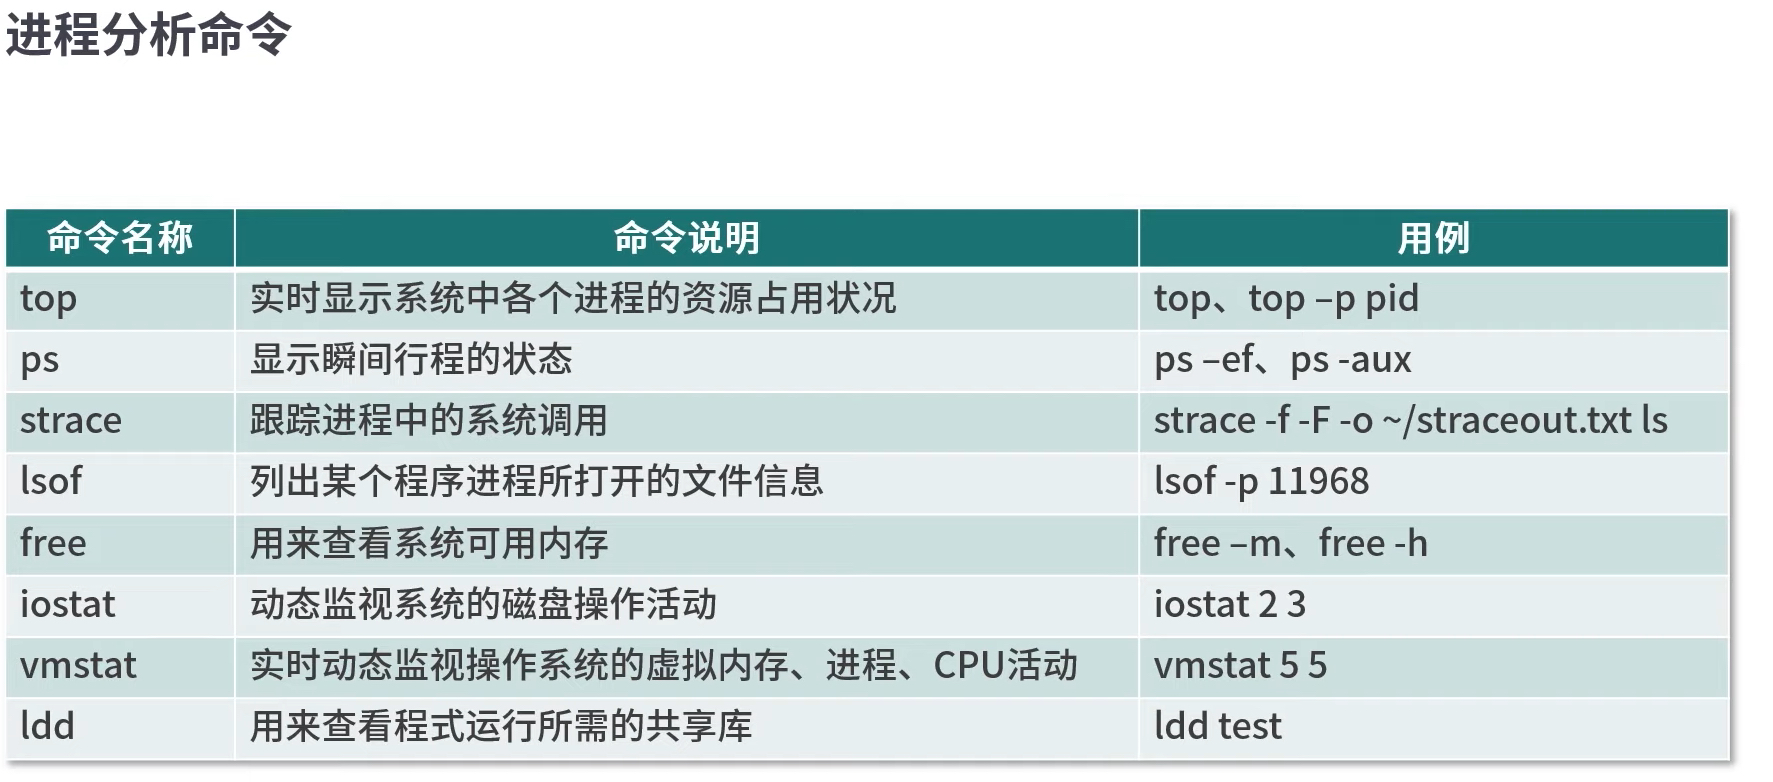 进程分析命令
命令名称 命令说明 用例
top 实时显示系统中各个进程的资源占用状况 top、top –p pid
ps 显示瞬间行程的状态 ps –ef、ps -aux
strace 跟踪进程中的系统调用 strace -f -F -o ~/straceout.txt ls
lsof 列出某个程序进程所打开的文件信息 lsof -p 11968
free 用来查看系统可用内存 free –m、free -h
iostat 动态监视系统的磁盘操作活动 iostat 2 3
vmstat 实时动态监视操作系统的虚拟内存、进程、CPU活动 vmstat 5 5
ldd 用来查看程式运行所需的共享库 ldd test